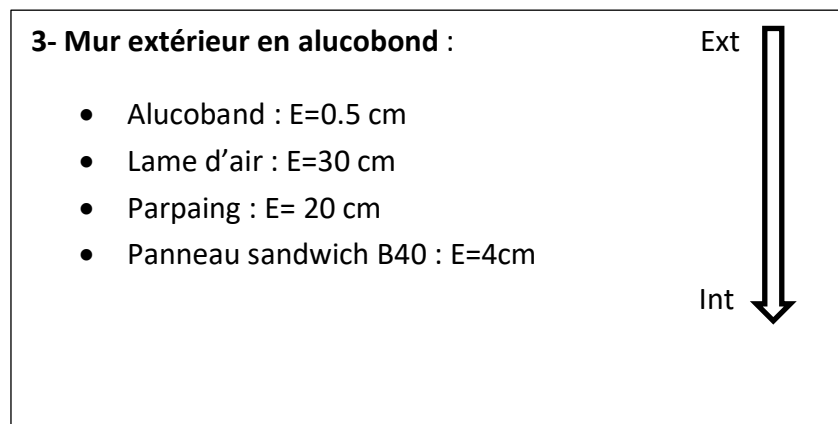 3- Mur extérieur en alucobond :
Ext
• Alucoband : E=0.5 cm
• Lame d’air : E=30 cm
• Parpaing : E= 20 cm
• Panneau sandwich B40 : E=4cm
Int